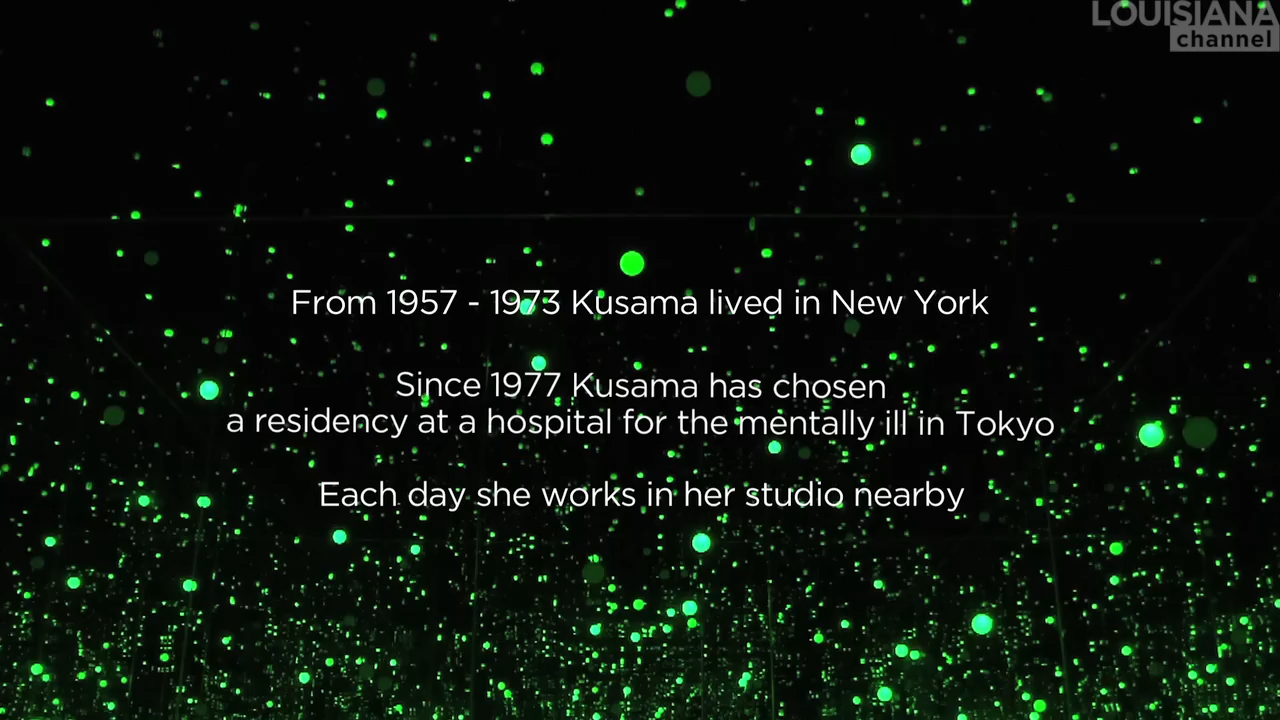 LOUISIANA
channel
From 1957 - 1973 Kusama lived in New York
Since 1977 Kusama has chosen
a residency at a hospital for the mentally ill in Tokyo
Each day she works in her studio nearby